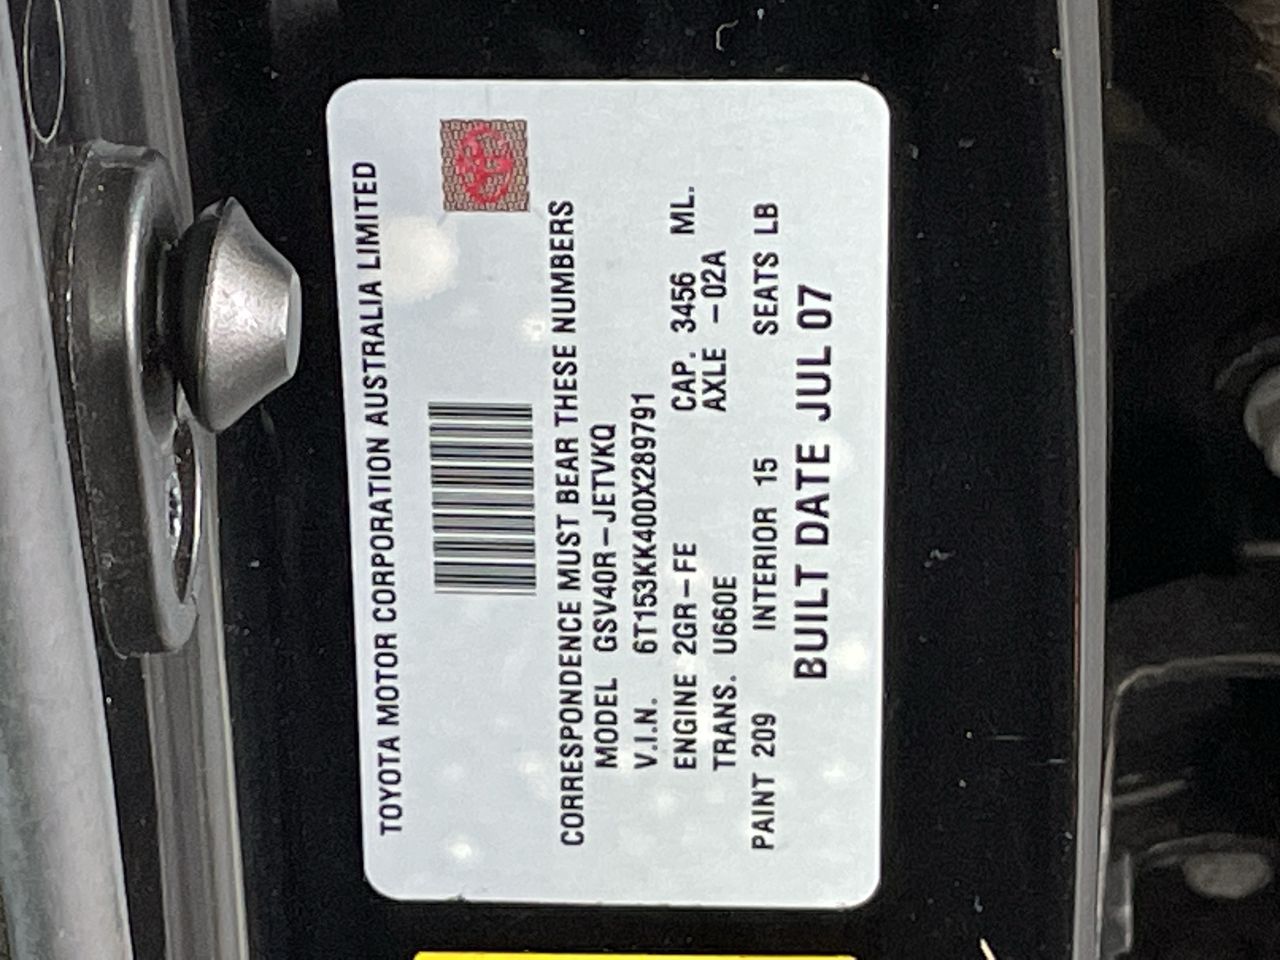 TOYOTA MOTOR CORPORATION AUSTRALIA LIMITED
CORRESPONDENCE MUST BEAR THESE NUMBERS
MODEL GSV40R-JETVKQ
V.I.N. 6T153KK400X289791
ENGINE 2GR-FE CAP. 3456 ML.
TRANS. U660E AXLE -02A
PAINT 209 INTERIOR 15 SEATS LB
BUILT DATE JUL 07